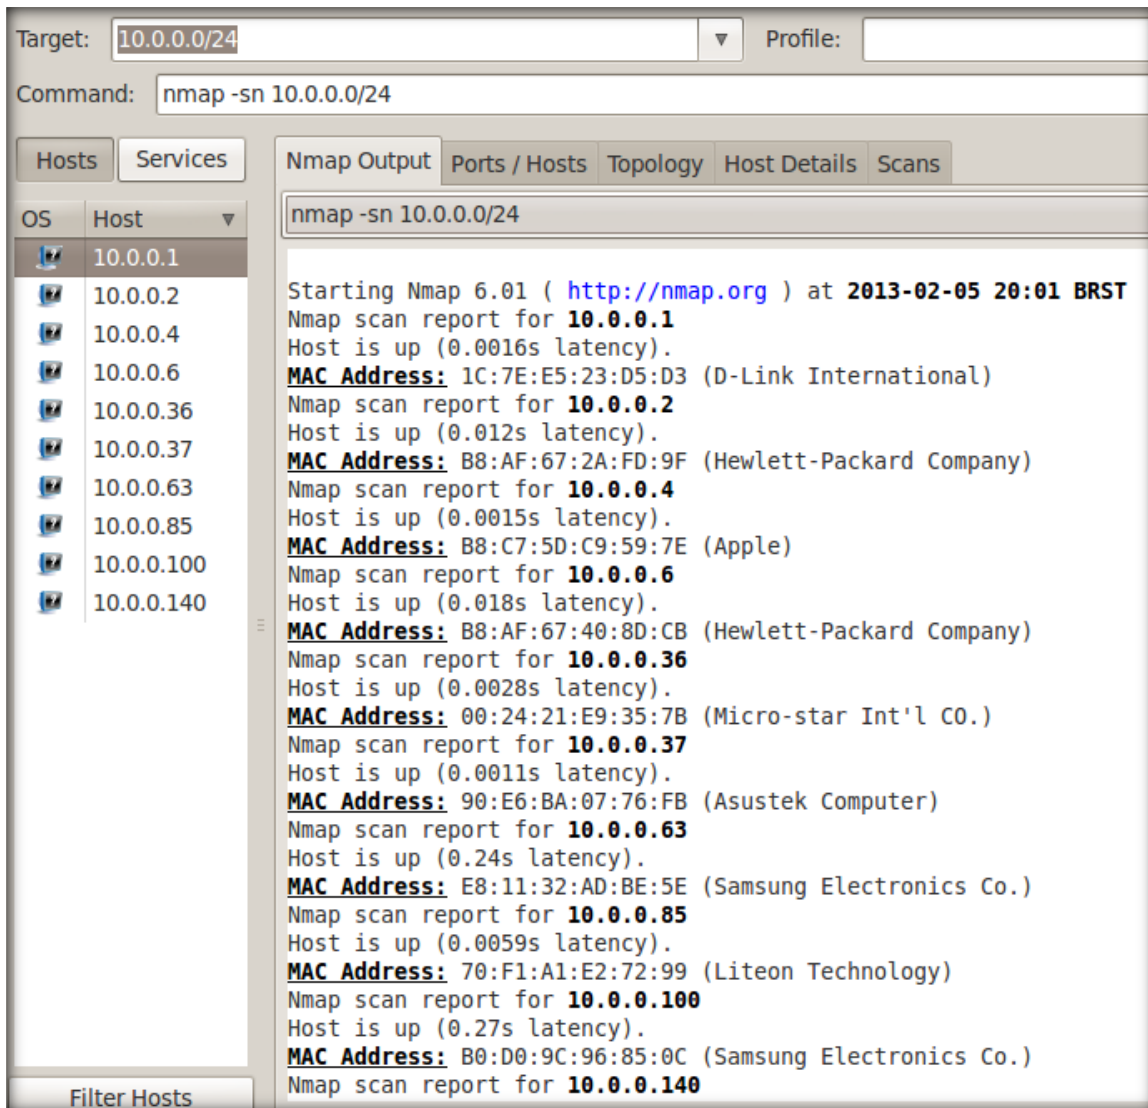 Target: 10.0.0.0/24 Profile:
Command: nmap -sn 10.0.0.0/24
Hosts Services
OS Host
10.0.0.1
10.0.0.2
10.0.0.4
10.0.0.6
10.0.0.36
10.0.0.37
10.0.0.63
10.0.0.85
10.0.0.100
10.0.0.140
Filter Hosts
Nmap Output Ports / Hosts Topology Host Details Scans
nmap -sn 10.0.0.0/24
Starting Nmap 6.01 ( http://nmap.org ) at 2013-02-05 20:01 BRST
Nmap scan report for 10.0.0.1
Host is up (0.0016s latency).
MAC Address: 1C:7E:E5:23:D5:D3 (D-Link International)
Nmap scan report for 10.0.0.2
Host is up (0.012s latency).
MAC Address: B8:AF:67:2A:FD:9F (Hewlett-Packard Company)
Nmap scan report for 10.0.0.4
Host is up (0.0015s latency).
MAC Address: B8:C7:5D:C9:59:7E (Apple)
Nmap scan report for 10.0.0.6
Host is up (0.018s latency).
MAC Address: B8:AF:67:40:8D:CB (Hewlett-Packard Company)
Nmap scan report for 10.0.0.36
Host is up (0.0028s latency).
MAC Address: 00:24:21:E9:35:7B (Micro-star Int'l CO.)
Nmap scan report for 10.0.0.37
Host is up (0.0011s latency).
MAC Address: 90:E6:BA:07:76:FB (Asustek Computer)
Nmap scan report for 10.0.0.63
Host is up (0.24s latency).
MAC Address: E8:11:32:AD:BE:5E (Samsung Electronics Co.)
Nmap scan report for 10.0.0.85
Host is up (0.0059s latency).
MAC Address: 70:F1:A1:E2:72:99 (Liteon Technology)
Nmap scan report for 10.0.0.100
Host is up (0.27s latency).
MAC Address: B0:D0:9C:96:85:0C (Samsung Electronics Co.)
Nmap scan report for 10.0.0.140